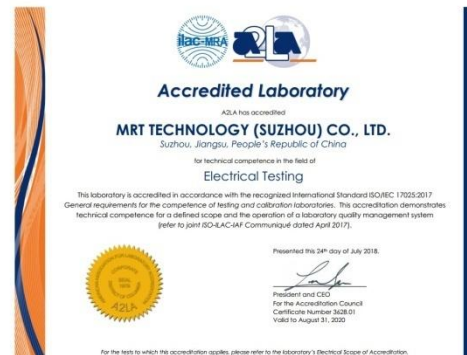 ilac-MRA
A2LA
Accredited Laboratory
A2LA has accredited
MRT TECHNOLOGY (SUZHOU) CO., LTD.
Suzhou, Jiangsu, People's Republic of China
for technical competence in the field of
Electrical Testing
This laboratory is accredited in accordance with the recognized International Standard ISO/IEC 17025:2017
General requirements for the competence of testing and calibration laboratories. This accreditation demonstrates
technical competence for a defined scope and the operation of a laboratory quality management system
(refer to joint ISO-ILAC-IAF Communiqué dated April 2017).
Presented this 24th day of July 2018.
President and CEO
For the Accreditation Council
Certificate Number 3628.01
Valid to August 31, 2020
CORPORATE
SEAL
1978
A2LA
For the tests to which this accreditation applies, please refer to the laboratory's Electrical Scope of Accreditation.